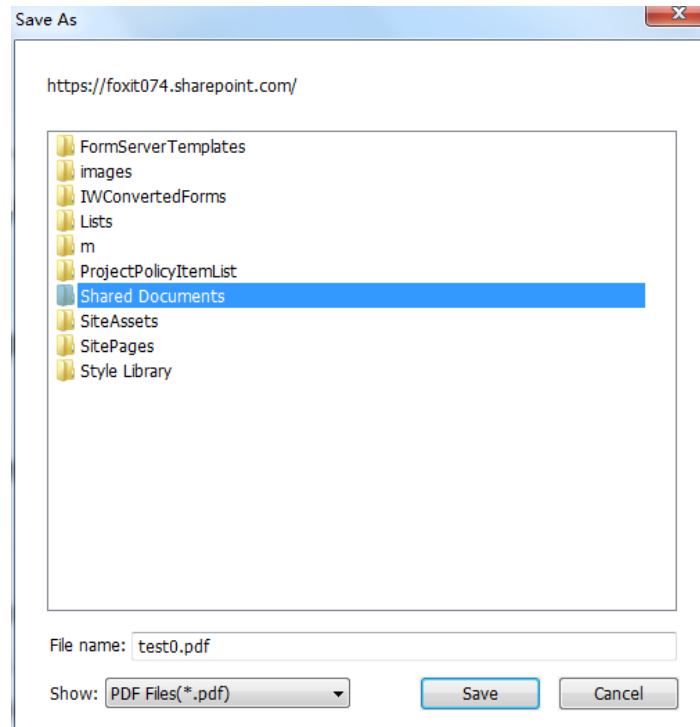 Save As
https://foxit074.sharepoint.com/
FormServerTemplates
images
IWConvertedForms
Lists
m
ProjectPolicyItemList
Shared Documents
SiteAssets
SitePages
Style Library
File name: test0.pdf
Show: PDF Files(*.pdf) Save Cancel